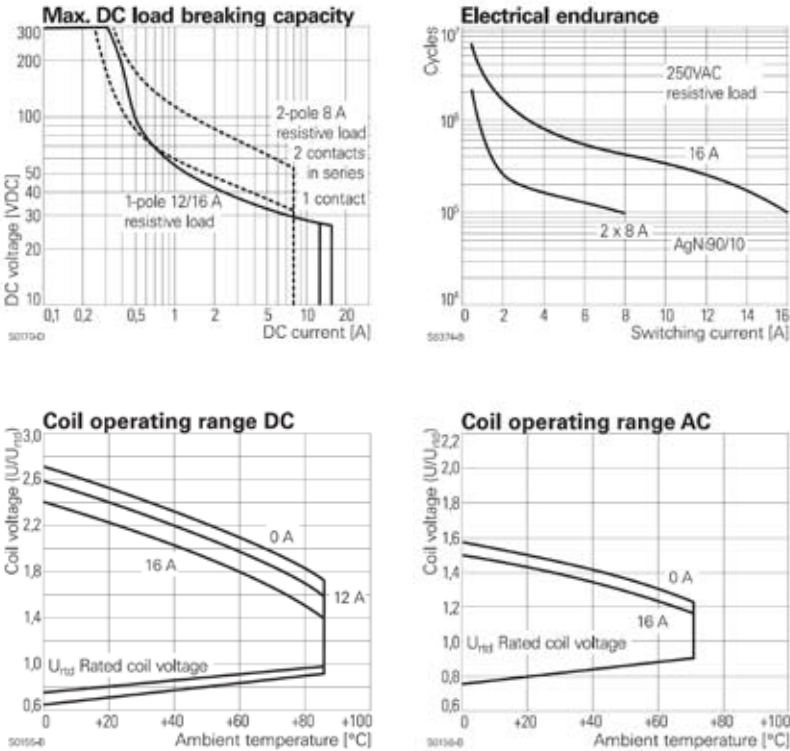 Max. DC load breaking capacity
DC voltage [VDC]
300
200
100
50
40
30
20
10
2-pole 8 A
resistive load
2 contacts
in series
1 contact
1-pole 12/16 A
resistive load
0,1 0,2 0,5 1 2 5 10 20
DC current [A]
Electrical endurance
Cycles
10⁷
10⁶
10⁵
10⁴
250VAC
resistive load
16 A
2 x 8 A
AgNi90/10
0 2 4 6 8 10 12 14 16
Switching current [A]
S0374-B
Coil operating range DC
Coil voltage (U/Urtd)
3,0
2,6
2,2
1,8
1,4
1,0
0,6
0 A
16 A
12 A
Urtd Rated coil voltage
0 +20 +40 +60 +80 +100
Ambient temperature [°C]
S0155-B
Coil operating range AC
Coil voltage (U/Urtd)
2,2
2,0
1,8
1,6
1,4
1,2
1,0
0,8
0,6
0 A
16 A
Urtd Rated coil voltage
0 +20 +40 +60 +80 +100
Ambient temperature [°C]
S0156-B